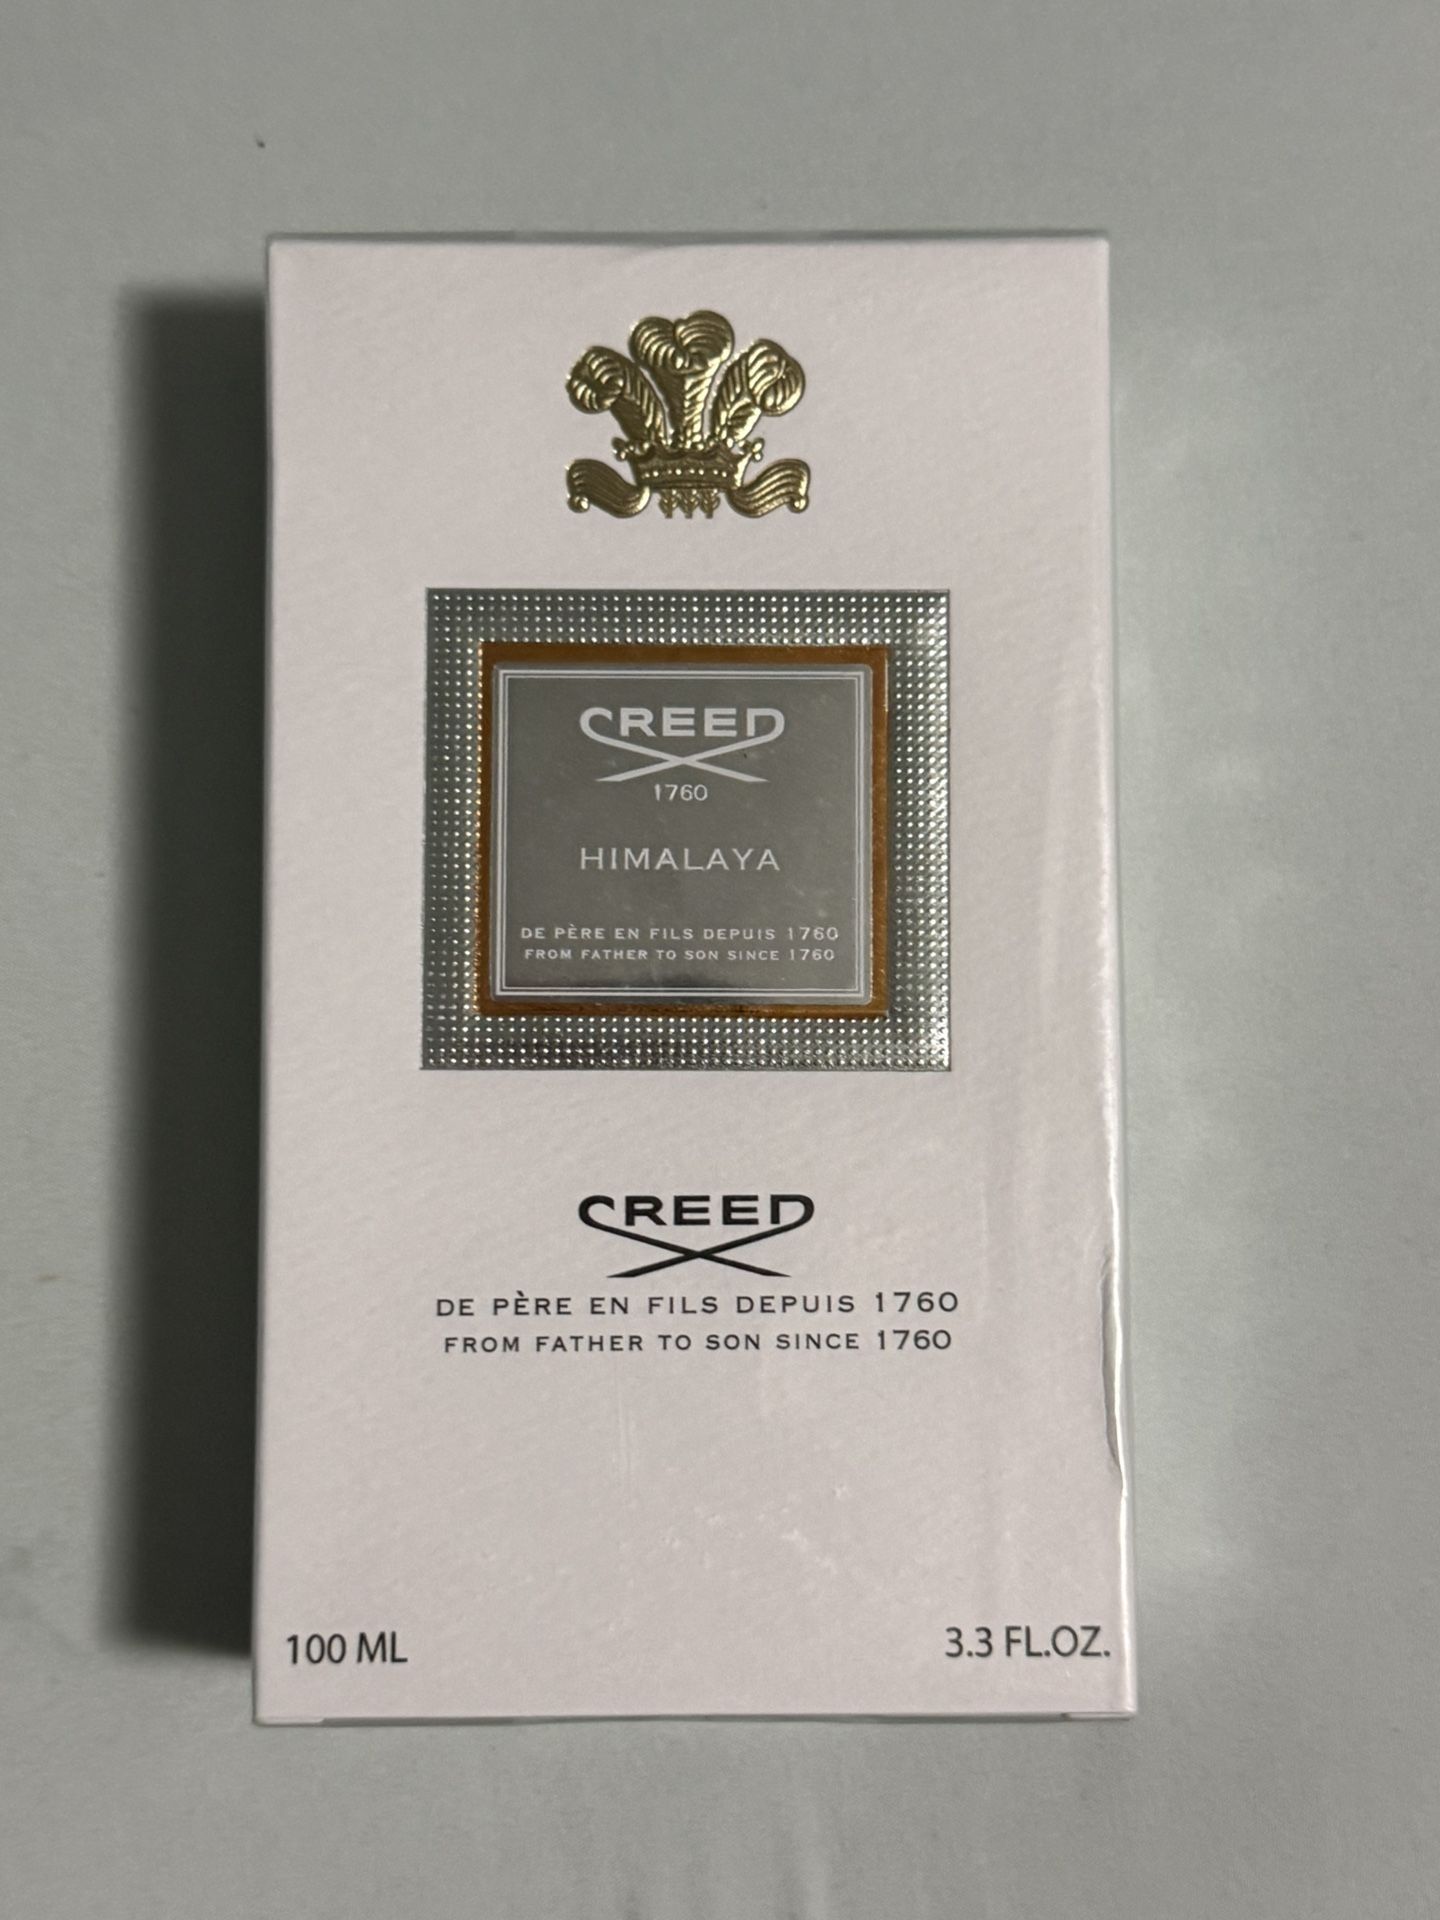 CREED
1760
HIMALAYA
DE PÈRE EN FILS DEPUIS 1760
FROM FATHER TO SON SINCE 1760
CREED
DE PÈRE EN FILS DEPUIS 1760
FROM FATHER TO SON SINCE 1760
100 ML 3.3 FL.OZ.